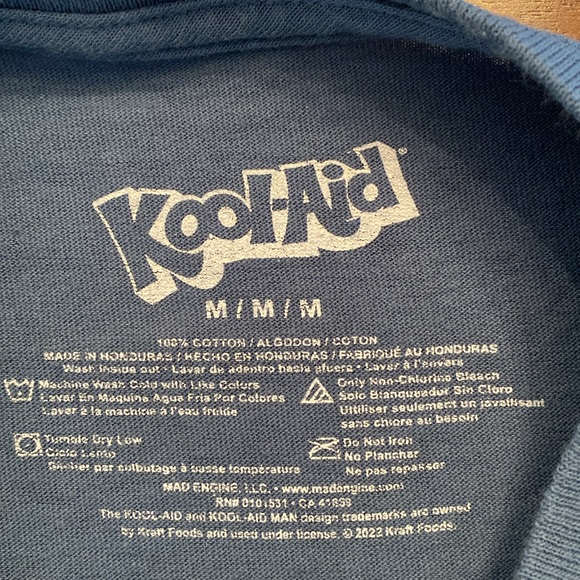 Kool-Aid®
M / M / M
100% COTTON / ALGODON / COTON
MADE IN HONDURAS / HECHO EN HONDURAS / FABRIQUÉ AU HONDURAS
Wash inside out • Lavar de adentro hacia afuera • Laver à l'envers
Machine Wash Cold with Like Colors
Lavar En Maquina Agua Fria Por Colores
Laver à la machine à l'eau froide
Only Non-Chlorine Bleach
Solo Blanqueador Sin Cloro
Utiliser seulement un javellisant
sans chlore au besoin
Tumble Dry Low
Ciclo Lento
Sécher par culbutage à basse température
Do Not Iron
No Planchar
Ne pas repasser
MAD ENGINE, LLC. • www.madengine.com
RN# 0101531 • CA 41899
The KOOL-AID and KOOL-AID MAN design trademarks are owned
by Kraft Foods and used under license. © 2022 Kraft Foods.